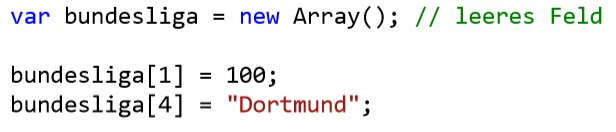 var bundesliga = new Array(); // leeres Feld
bundesliga[1] = 100;
bundesliga[4] = "Dortmund";